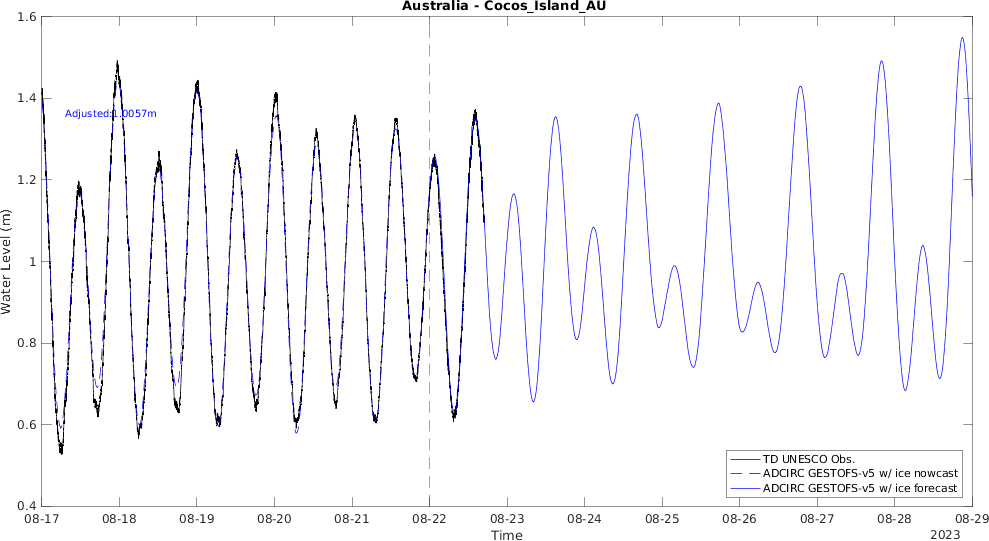 Australia - Cocos_Island_AU
1.6
1.4
1.2
1
0.8
0.6
0.4
Water Level (m)
Adjusted:1.0057m
TD UNESCO Obs.
ADCIRC GESTOFS-v5 w/ ice nowcast
ADCIRC GESTOFS-v5 w/ ice forecast
08-17 08-18 08-19 08-20 08-21 08-22 08-23 08-24 08-25 08-26 08-27 08-28 08-29
Time
2023